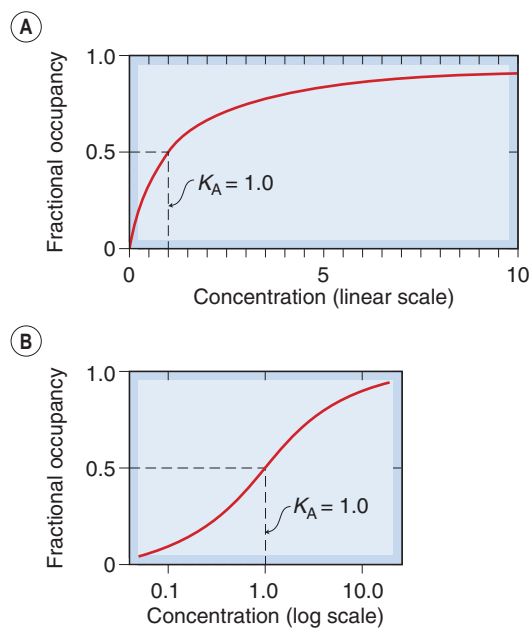 A
1.0
0.5
0
Fractional occupancy
KA = 1.0
0
5
10
Concentration (linear scale)
B
1.0
0.5
0
Fractional occupancy
KA = 1.0
0.1
1.0
10.0
Concentration (log scale)